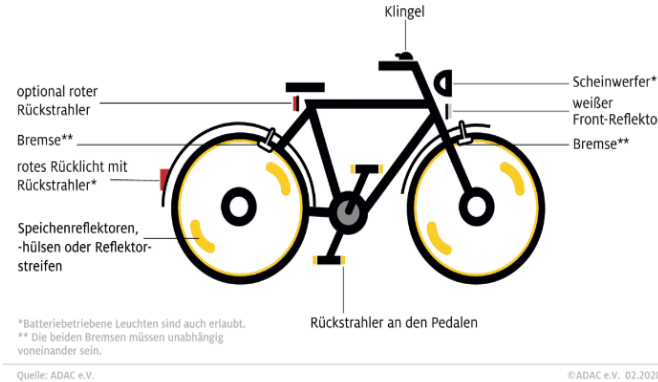 Klingel
optional roter
Rückstrahler
Bremse**
rotes Rücklicht mit
Rückstrahler*
Speichenreflektoren,
-hülsen oder Reflektor-
streifen
Scheinwerfer*
weißer
Front-Reflekto
Bremse**
Rückstrahler an den Pedalen
*Batteriebetriebene Leuchten sind auch erlaubt.
** Die beiden Bremsen müssen unabhängig
voneinander sein.
Quelle: ADAC e.V.
©ADAC e.V. 02.2020